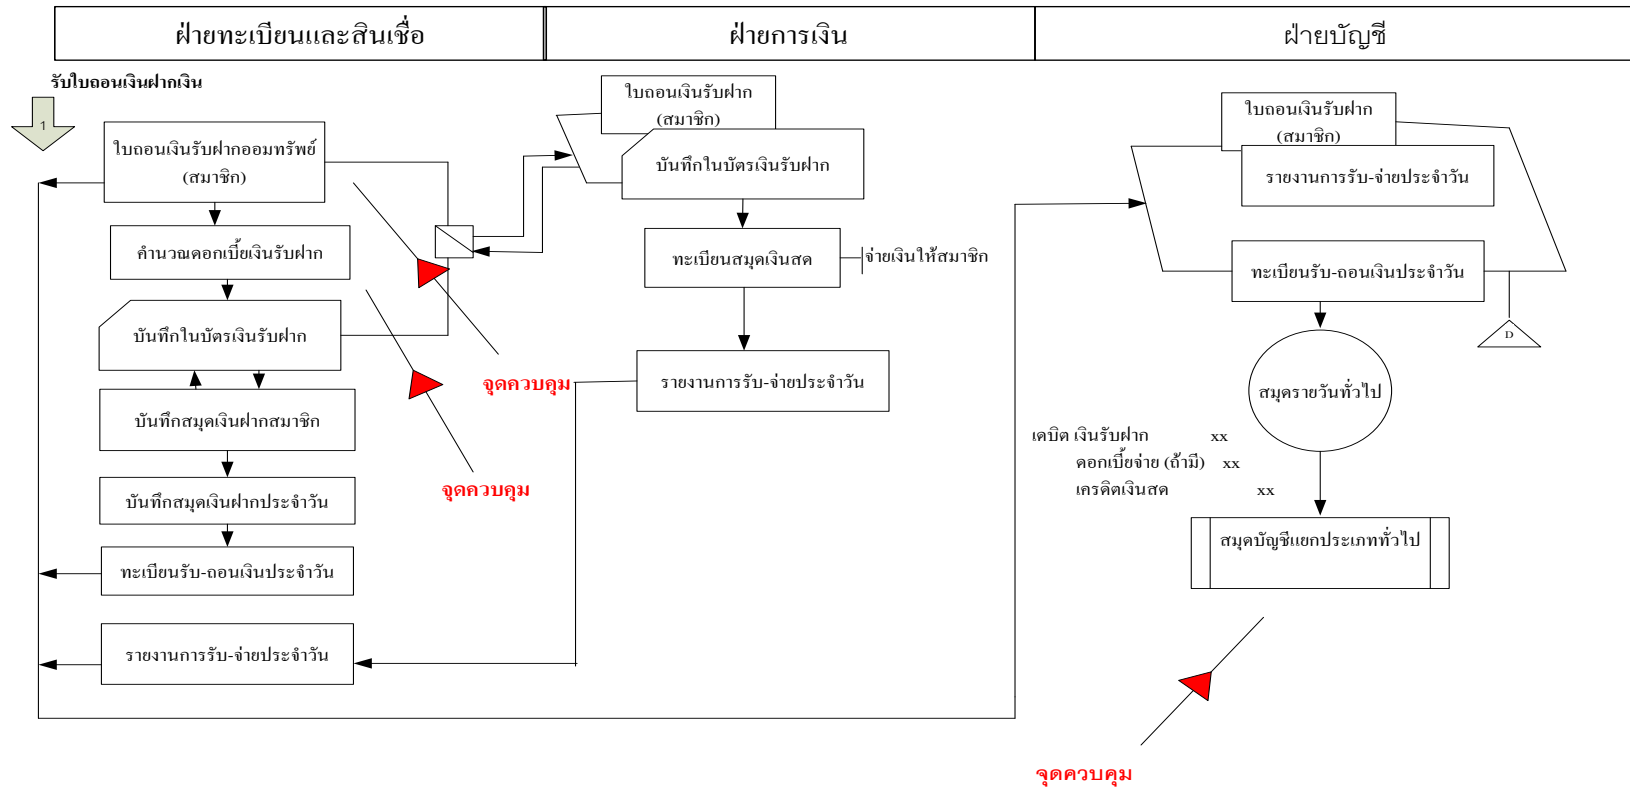 ฝ่ายทะเบียนและสินเชื่อ
ฝ่ายการเงิน
ฝ่ายบัญชี
รับใบถอนเงินฝากเงิน
1
ใบถอนเงินรับฝากออมทรัพย์
(สมาชิก)
คำนวณดอกเบี้ยเงินรับฝาก
บันทึกในบัตรเงินรับฝาก
บันทึกสมุดเงินฝากสมาชิก
บันทึกสมุดเงินฝากประจำวัน
ทะเบียนรับ-ถอนเงินประจำวัน
รายงานการรับ-จ่ายประจำวัน
จุดควบคุม
จุดควบคุม
ใบถอนเงินรับฝาก
(สมาชิก)
บันทึกในบัตรเงินรับฝาก
ทะเบียนสมุดเงินสด
จ่ายเงินให้สมาชิก
รายงานการรับ-จ่ายประจำวัน
ใบถอนเงินรับฝาก
(สมาชิก)
รายงานการรับ-จ่ายประจำวัน
ทะเบียนรับ-ถอนเงินประจำวัน
D
สมุดรายวันทั่วไป
เดบิต เงินรับฝาก xx
ดอกเบี้ยจ่าย (ถ้ามี) xx
เครดิตเงินสด xx
สมุดบัญชีแยกประเภททั่วไป
จุดควบคุม